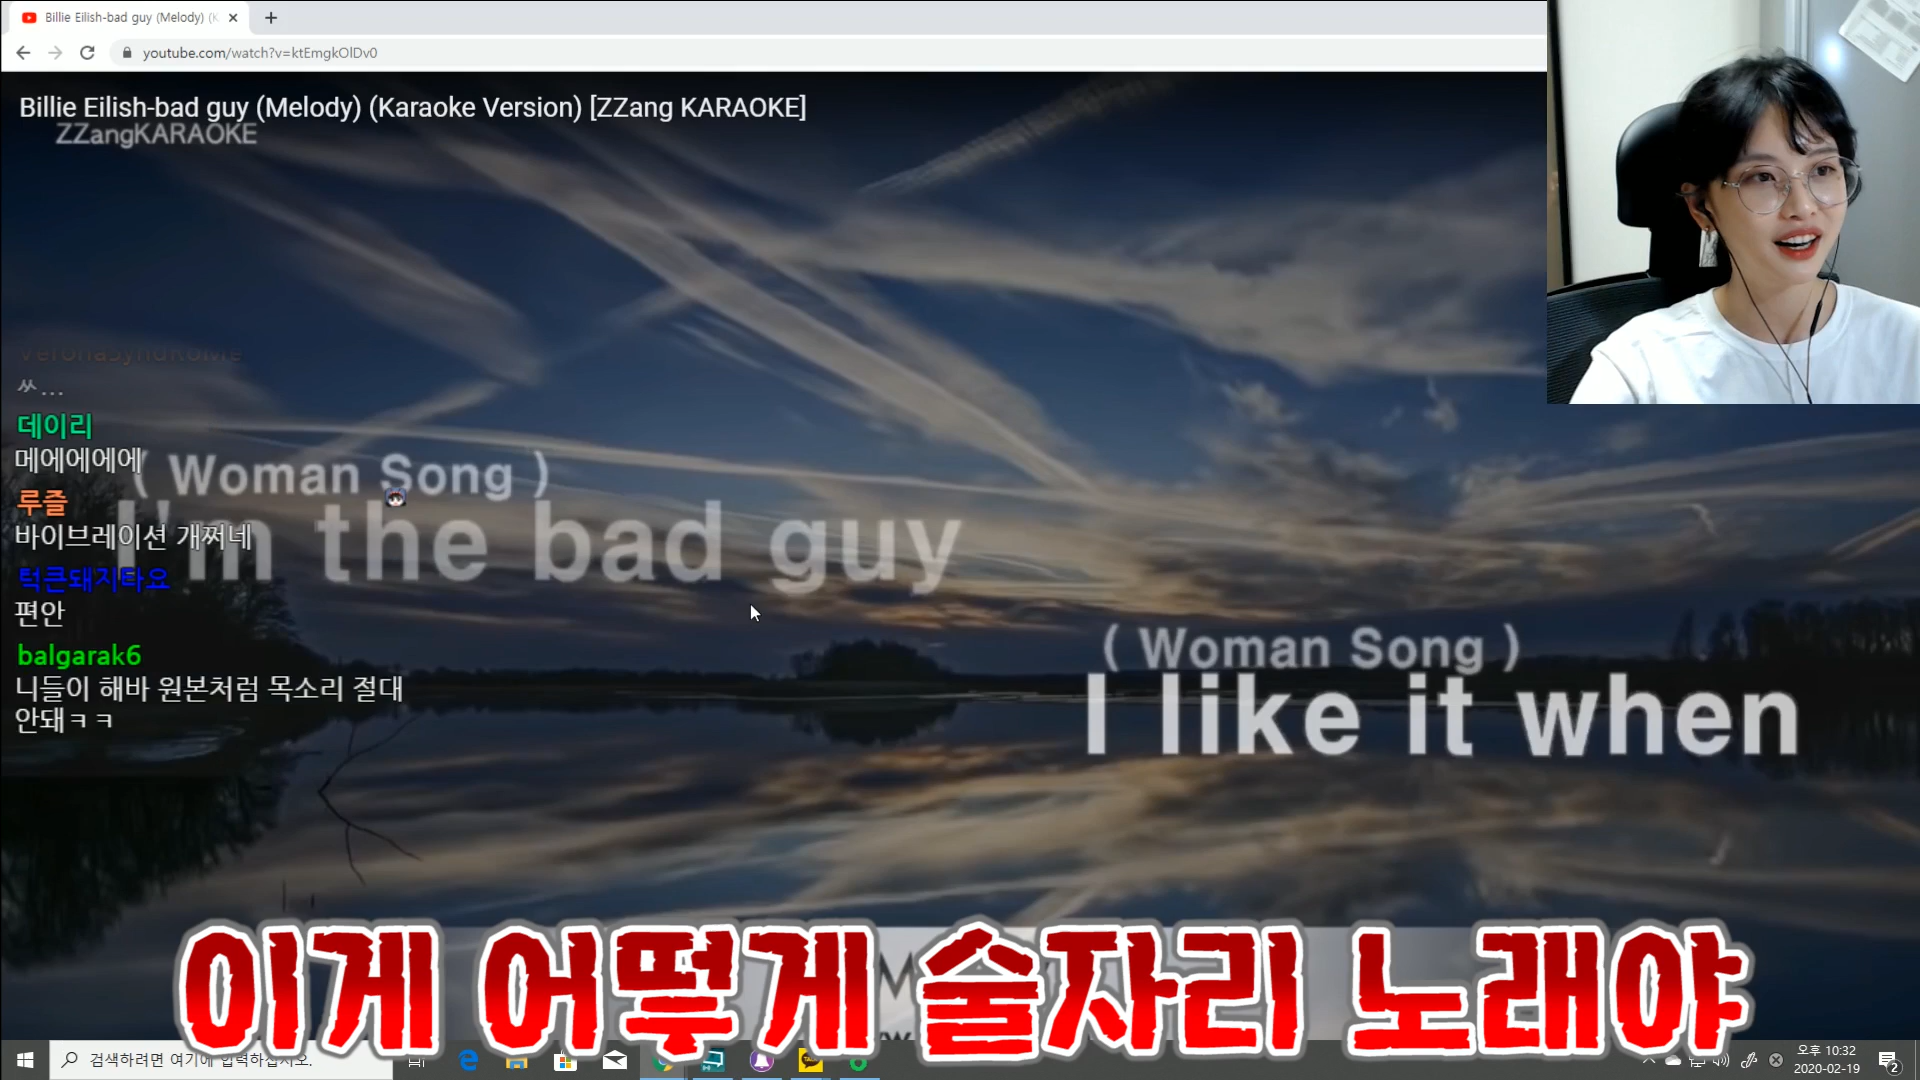 Billie Eilish-bad guy (Melody) (K
youtube.com/watch?v=ktEmgkOlDv0
Billie Eilish-bad guy (Melody) (Karaoke Version) [ZZang KARAOKE]
ZZangKARAOKE
VeronaSyndRoMe
ㅆ...
데이리
메에에에에
( Woman Song )
루즐
I'm the bad guy
바이브레이션 개쩌네
턱큰돼지타요
편안
( Woman Song )
balgarak6
I like it when
니들이 해바 원본처럼 목소리 절대
안돼ㅋㅋ
이게 어떻게 술자리 노래야
검색하려면 여기에 입력하십시오.
TALK
오후 10:32
2020-02-19
2